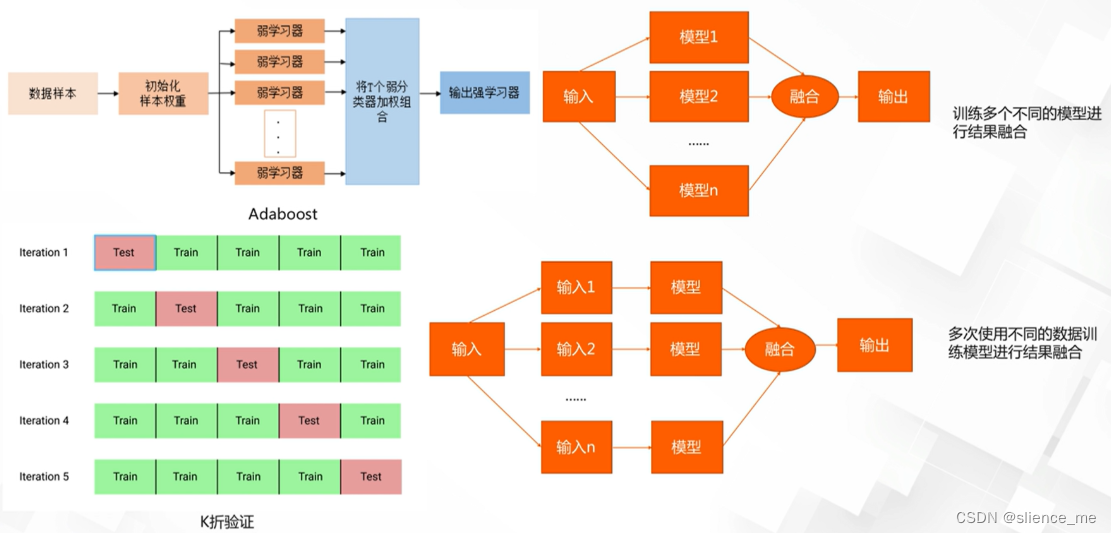 数据样本
初始化
样本权重
弱学习器
弱学习器
弱学习器
.
.
.
弱学习器
将T个弱分
类器加权组
合
输出强学习器
Adaboost
输入
模型1
模型2
……
模型n
融合
输出
训练多个不同的模型进
行结果融合
Iteration 1 Test Train Train Train Train
Iteration 2 Train Test Train Train Train
Iteration 3 Train Train Test Train Train
Iteration 4 Train Train Train Test Train
Iteration 5 Train Train Train Train Test
K折验证
输入
输入1
模型
输入2
模型
……
输入n
模型
融合
输出
多次使用不同的数据训
练模型进行结果融合
CSDN @slience_me